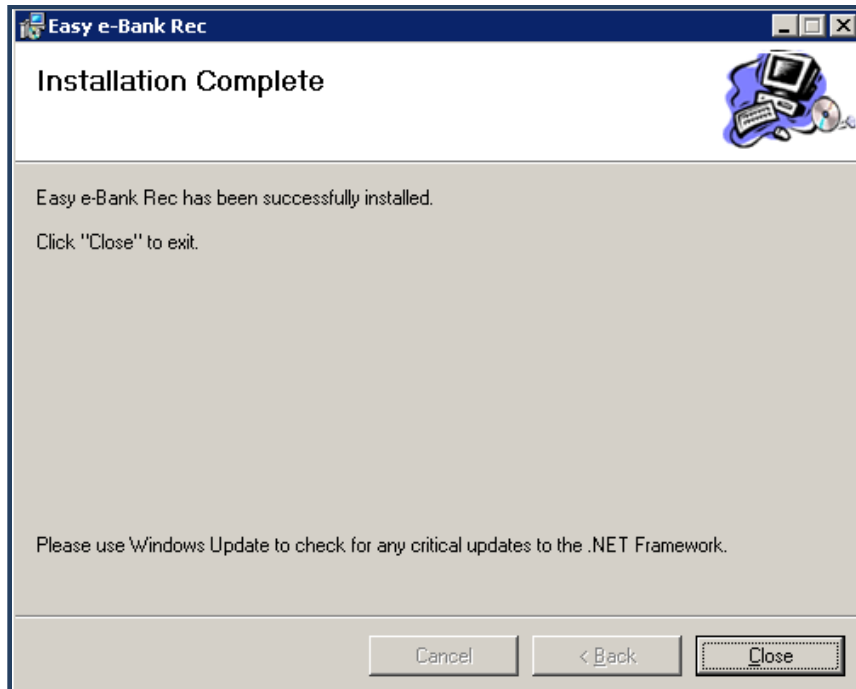 Easy e-Bank Rec
Installation Complete
Easy e-Bank Rec has been successfully installed.
Click "Close" to exit.
Please use Windows Update to check for any critical updates to the .NET Framework.
Cancel < Back Close